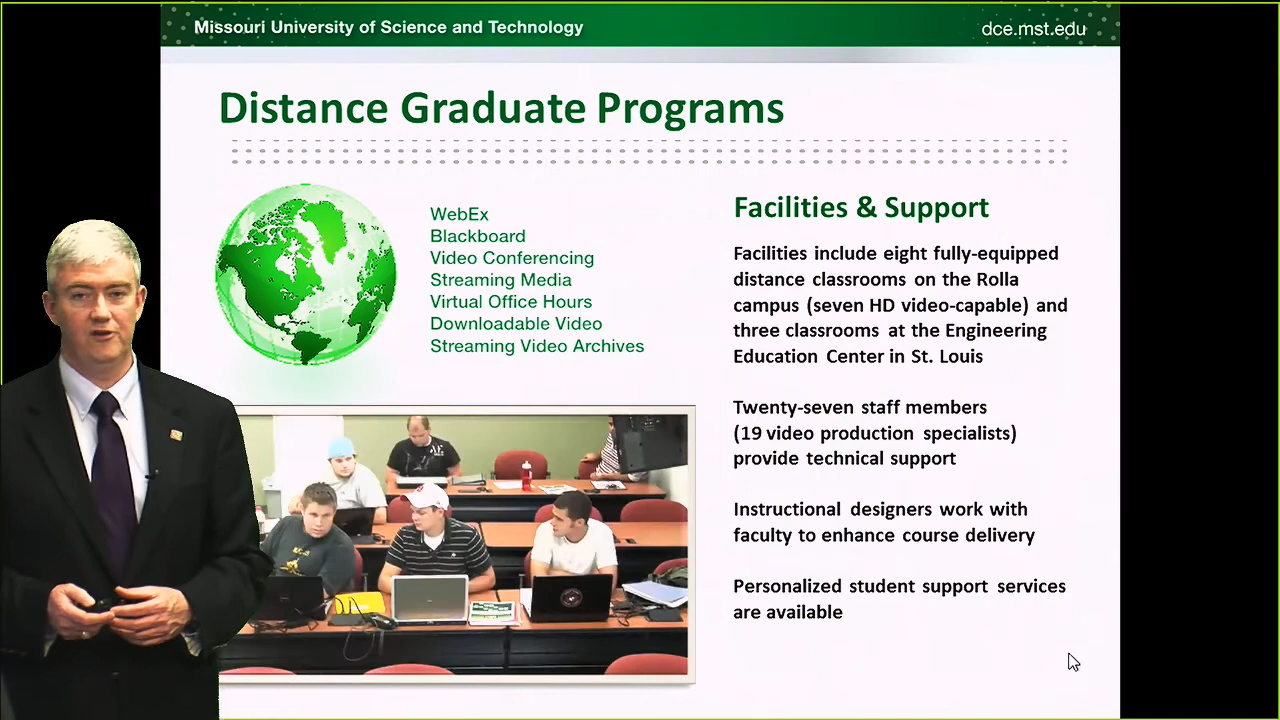 Missouri University of Science and Technology
dce.mst.edu
Distance Graduate Programs
WebEx
Blackboard
Video Conferencing
Streaming Media
Virtual Office Hours
Downloadable Video
Streaming Video Archives
Facilities & Support
Facilities include eight fully-equipped
distance classrooms on the Rolla
campus (seven HD video-capable) and
three classrooms at the Engineering
Education Center in St. Louis
Twenty-seven staff members
(19 video production specialists)
provide technical support
Instructional designers work with
faculty to enhance course delivery
Personalized student support services
are available